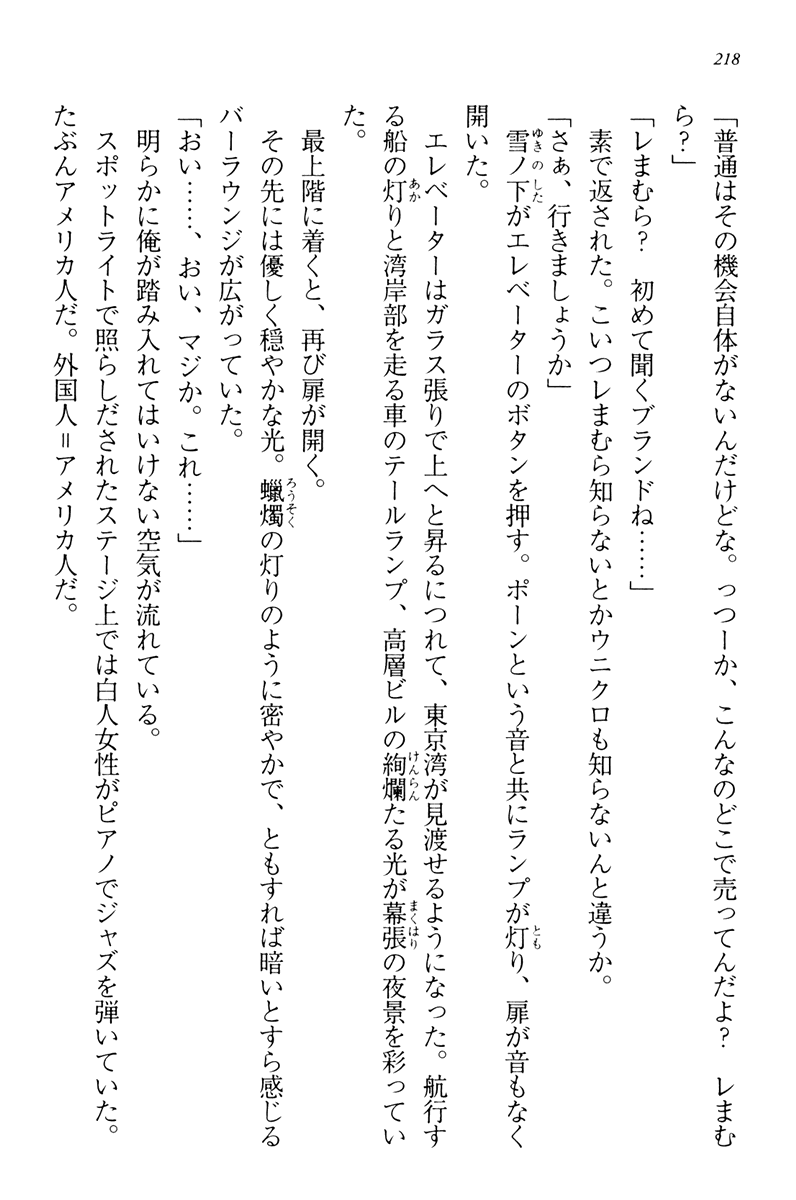 218
「普通はその機会自体がないんだけどな。っつーか、こんなのどこで売ってんだよ?　しまむ
ら?」
「しまむら?　初めて聞くブランドね……」
素で返された。こいつしまむら知らないとかウニクロも知らないんと違うか。
「さぁ、行きましょうか」
雪ノ下がエレベーターのボタンを押す。ポーンという音と共にランプが灯り、扉が音もなく
開いた。
エレベーターはガラス張りで上へと昇るにつれて、東京湾が見渡せるようになった。航行す
る船の灯りと湾岸部を走る車のテールランプ、高層ビルの絢爛たる光が幕張の夜景を彩ってい
た。
最上階に着くと、再び扉が開く。
その先には優しく穏やかな光。蠟燭の灯りのように密やかで、ともすれば暗いとすら感じる
バーラウンジが広がっていた。
「おい……、おい、マジか。これ……」
明らかに俺が踏み入れてはいけない空気が流れている。
スポットライトで照らしだされたステージ上では白人女性がピアノでジャズを弾いていた。
たぶんアメリカ人だ。外国人＝アメリカ人だ。